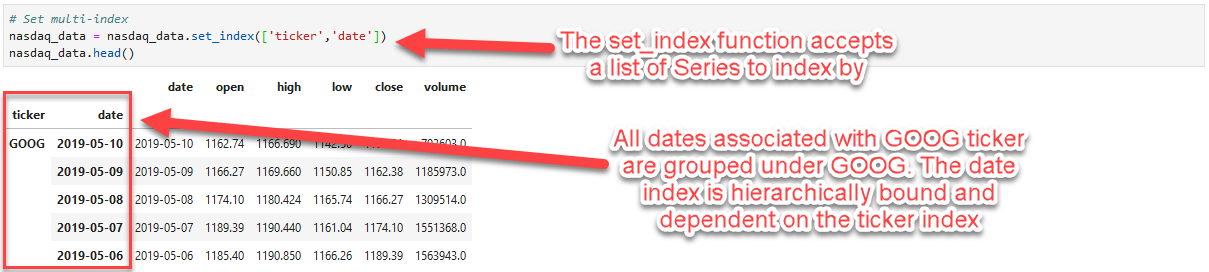 # Set multi-index
nasdaq_data = nasdaq_data.set_index(['ticker','date'])
nasdaq_data.head()
The set_index function accepts
a list of Series to index by
date open high low close volume
ticker date
GOOG 2019-05-10 2019-05-10 1162.74 1166.690
2019-05-09 2019-05-09 1166.27 1169.660 1150.85 1162.38 1185973.0
2019-05-08 2019-05-08 1174.10 1180.424 1165.74 1166.27 1309514.0
2019-05-07 2019-05-07 1189.39 1190.440 1161.04 1174.10 1551368.0
2019-05-06 2019-05-06 1185.40 1190.850 1166.26 1189.39 1563943.0
All dates associated with GOOG ticker
are grouped under GOOG. The date
index is hierarchically bound and
dependent on the ticker index